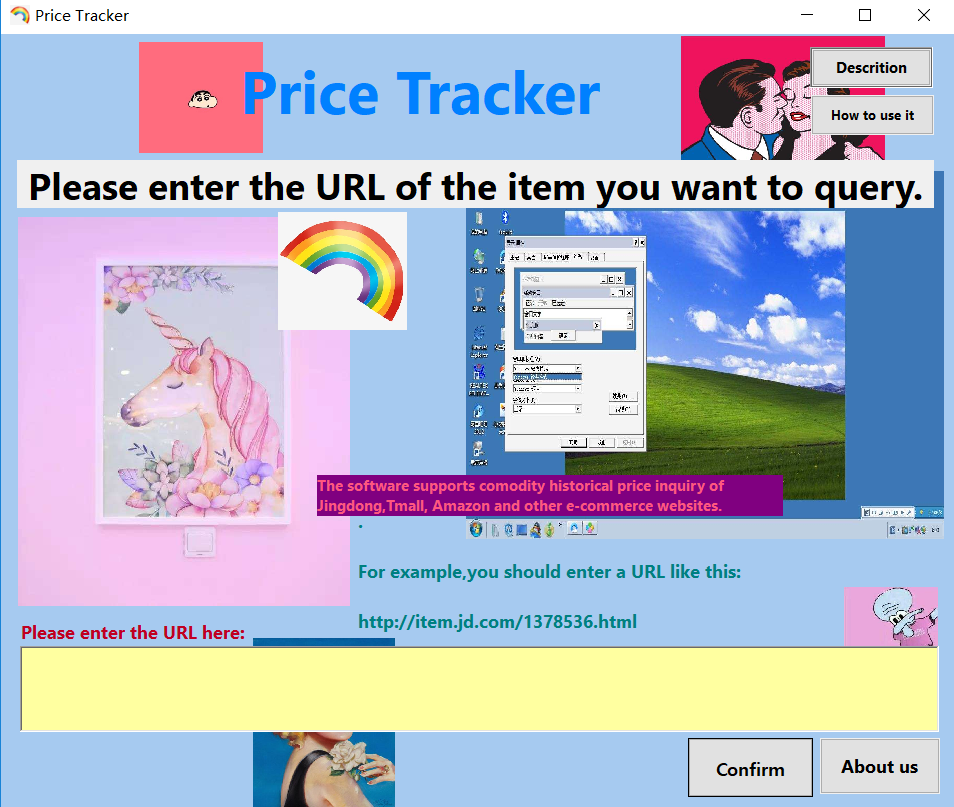 Price Tracker
Price Tracker
Descrition
How to use it
Please enter the URL of the item you want to query.
The software supports comodity historical price inquiry of
Jingdong,Tmall, Amazon and other e-commerce websites.
.
For example,you should enter a URL like this:
http://item.jd.com/1378536.html
Please enter the URL here:
Confirm
About us